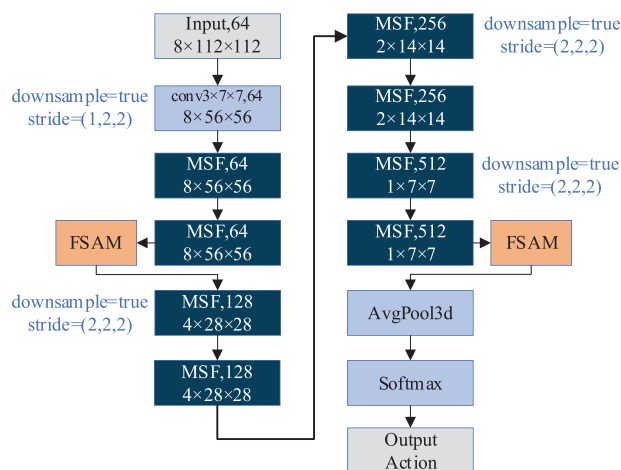 Input,64
8×112×112
downsample=true
stride=(1,2,2)
conv3×7×7,64
8×56×56
MSF,64
8×56×56
FSAM
MSF,64
8×56×56
downsample=true
stride=(2,2,2)
MSF,128
4×28×28
MSF,128
4×28×28
MSF,256
2×14×14
downsample=true
stride=(2,2,2)
MSF,256
2×14×14
MSF,512
1×7×7
downsample=true
stride=(2,2,2)
MSF,512
1×7×7
FSAM
AvgPool3d
Softmax
Output
Action